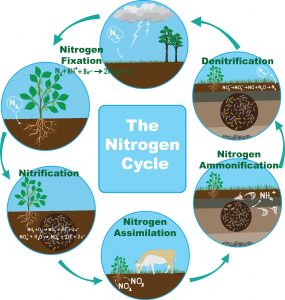 Nitrogen
Fixation
N₂
Denitrification
N₂
The
Nitrogen
Cycle
Nitrification
Nitrogen
Ammonification
NH₄⁺
Nitrogen
Assimilation
NO₂
NO₃